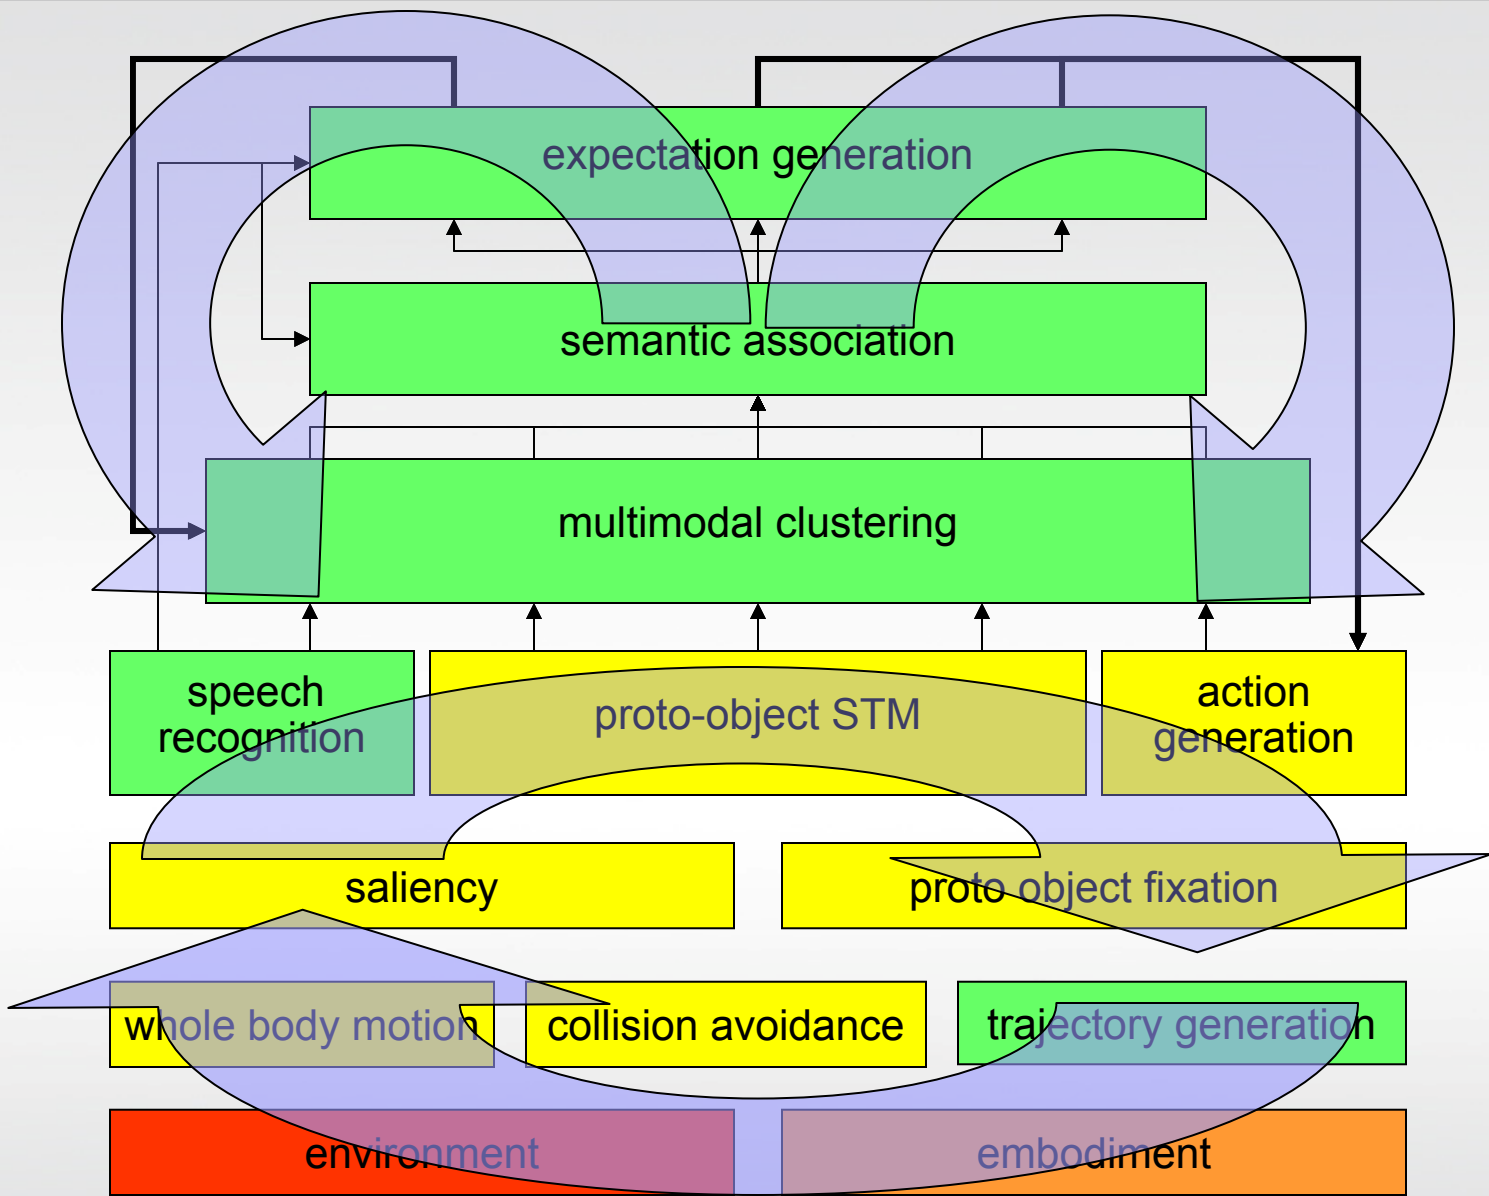 expectation generation
semantic association
multimodal clustering
speech
recognition
proto-object STM
action
generation
saliency
proto object fixation
whole body motion
collision avoidance
trajectory generation
environment
embodiment